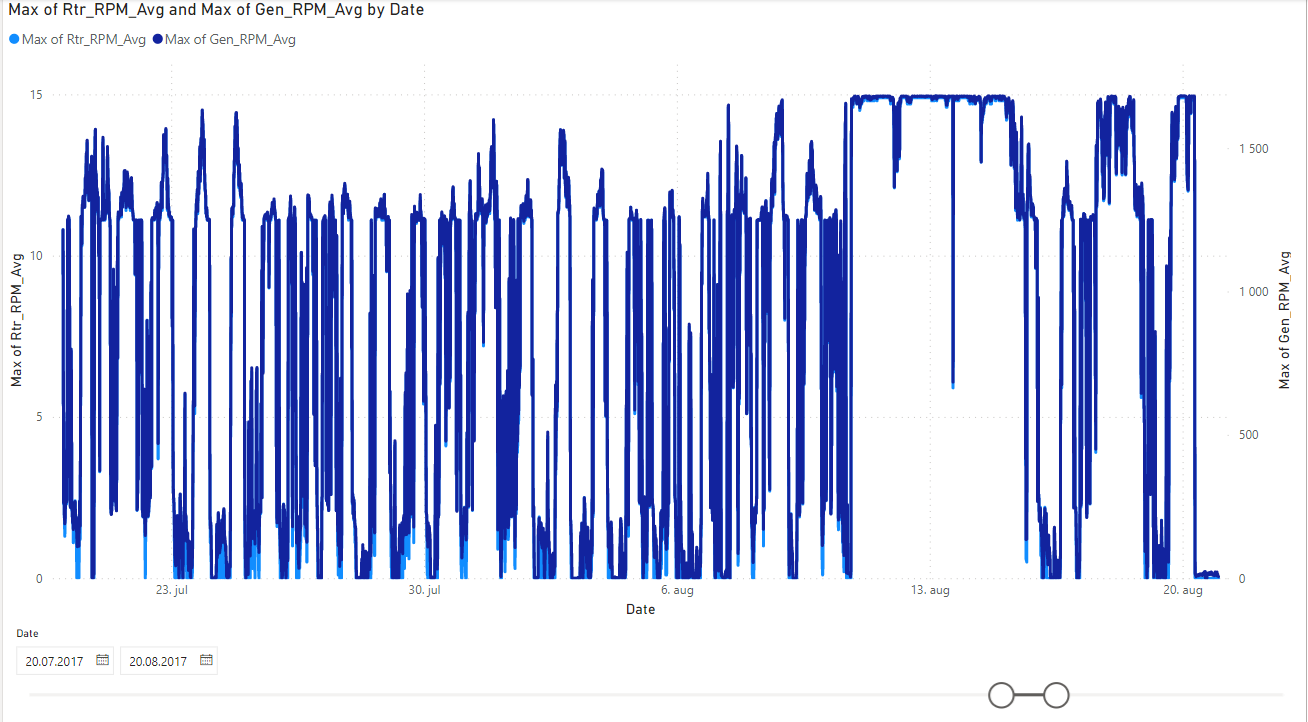 Max of Rtr_RPM_Avg and Max of Gen_RPM_Avg by Date
Max of Rtr_RPM_Avg Max of Gen_RPM_Avg
15
10
5
0
Max of Rtr_RPM_Avg
1 500
1 000
500
0
Max of Gen_RPM_Avg
23. jul 30. jul 6. aug 13. aug 20. aug
Date
Date
20.07.2017 20.08.2017